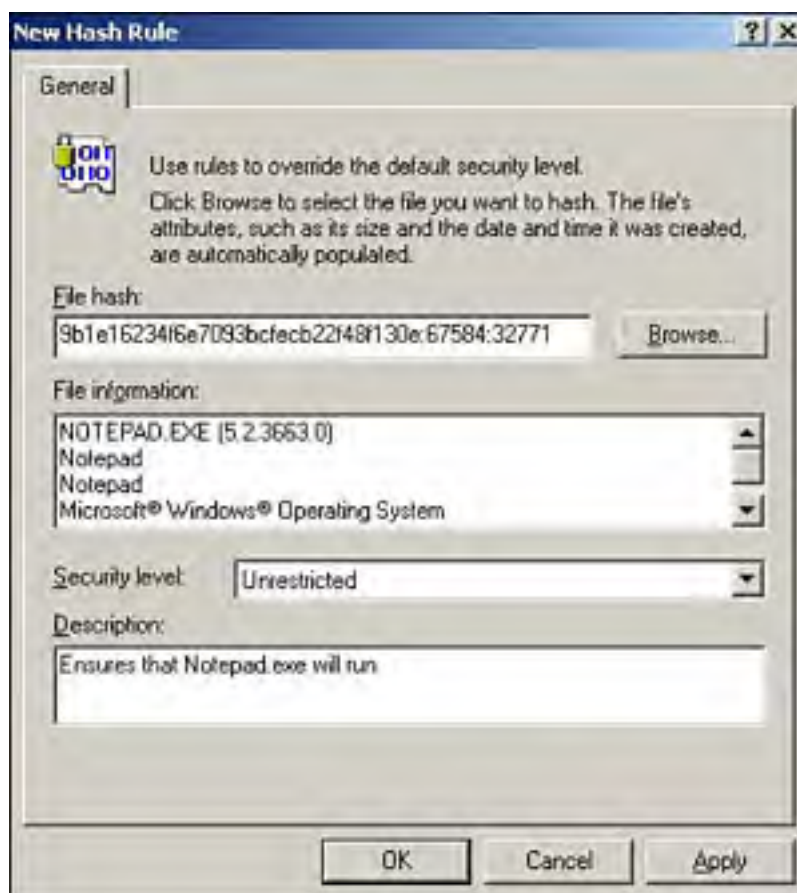 New Hash Rule
General
Use rules to override the default security level.
Click Browse to select the file you want to hash. The file's
attributes, such as its size and the date and time it was created,
are automatically populated.
File hash:
9b1e16234f6e7093bcfecb22f48f130e:67584:32771
Browse...
File information:
NOTEPAD.EXE (5.2.3663.0)
Notepad
Notepad
Microsoft® Windows® Operating System
Security level:
Unrestricted
Description:
Ensures that Notepad.exe will run
OK
Cancel
Apply